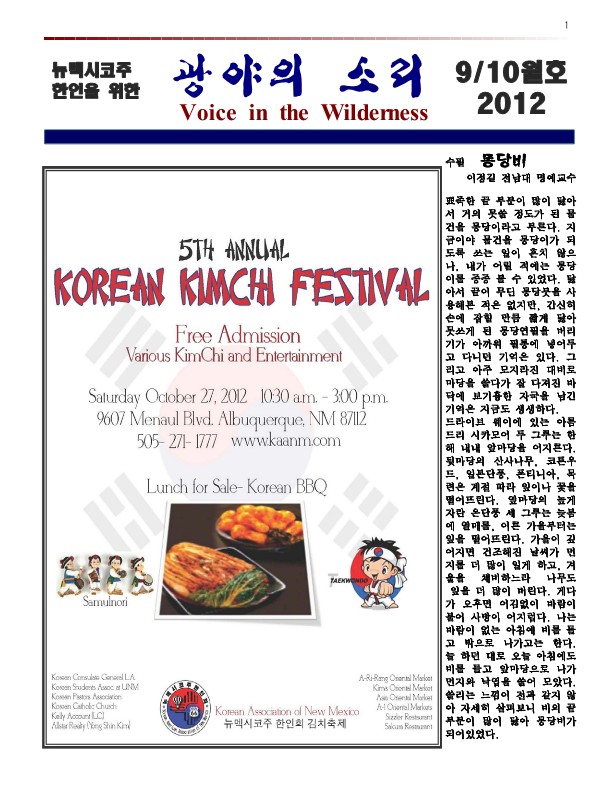 1
뉴멕시코주
한인을 위한
광야의 소리
Voice in the Wilderness
9/10월호
2012
5TH ANNUAL
KOREAN KIMCHI FESTIVAL
Free Admission
Various KimChi and Entertainment
Saturday October 27, 2012 10:30 a.m. - 3:00 p.m.
9607 Menaul Blvd. Albuquerque, NM 87112
505- 271- 1777 www.kaanm.com
Lunch for Sale- Korean BBQ
Samulnori
TAEKWONDO
Korean Consulate General L.A
Korean Students Assoc. at UNM
Korean Pastors Association
Korean Catholic Church
Kelly Account (LLC)
Allstar Realty (Yong Shin Kim)
Korean Association of New Mexico
뉴멕시코주 한인회 김치축제
A-Ri-Rang Oriental Market
Kim's Oriental Market
Asia Oriental Market
A-1 Oriental Markets
Sizzler Restaurant
Sakura Restaurant
수필 몽당비
이정길 전남대 명예교수
뾰족한 끝 부분이 많이 닳아
서 거의 못쓸 정도가 된 물
건을 몽당이라고 부른다. 지
금이야 물건을 몽당이가 되
도록 쓰는 일이 흔치 않으
나, 내가 어릴 적에는 몽당
이를 종종 볼 수 있었다. 닳
아서 끝이 무딘 몽당붓을 사
용해본 적은 없지만, 간신히
손에 잡힐 만큼 짧게 닳아
못쓰게 된 몽당연필을 버리
기가 아까워 필통에 넣어두
고 다니던 기억은 있다. 그
리고 아주 모지라진 대비로
마당을 쓸다가 잘 다져진 바
닥에 보기흉한 자국을 남긴
기억은 지금도 생생하다.
드라이브 웨이에 있는 아름
드리 시카모어 두 그루는 한
해 내내 앞마당을 어지른다.
뒷마당의 산사나무, 코튼우
드, 일본단풍, 폰티니아, 목
련은 계절 따라 잎이나 꽃을
떨어뜨린다. 앞마당의 높게
자란 은단풍 세 그루는 늦봄
에 열매를, 이른 가을부터는
잎을 떨어뜨린다. 가을이 깊
어지면 건조해진 날씨가 먼
지를 더 많이 일게 하고, 겨
울을 채비하느라 나무도
잎을 더 많이 버린다. 게다
가 오후면 어김없이 바람이
불어 사방이 어지럽다. 나는
바람이 없는 아침에 비를 들
고 밖으로 나가고는 한다.
늘 하던 대로 오늘 아침에도
비를 들고 앞마당으로 나가
먼지와 낙엽을 쓸어 모았다.
쓸리는 느낌이 전과 같지 않
아 자세히 살펴보니 비의 끝
부분이 많이 닳아 몽당비가
되어있었다.